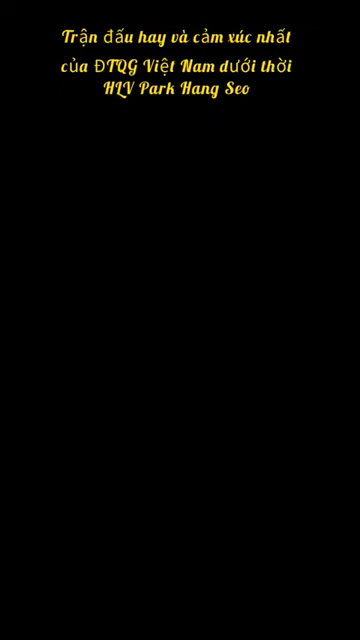 Trận đấu hay và cảm xúc nhất
của ĐTQG Việt Nam dưới thời
HLV Park Hang Seo